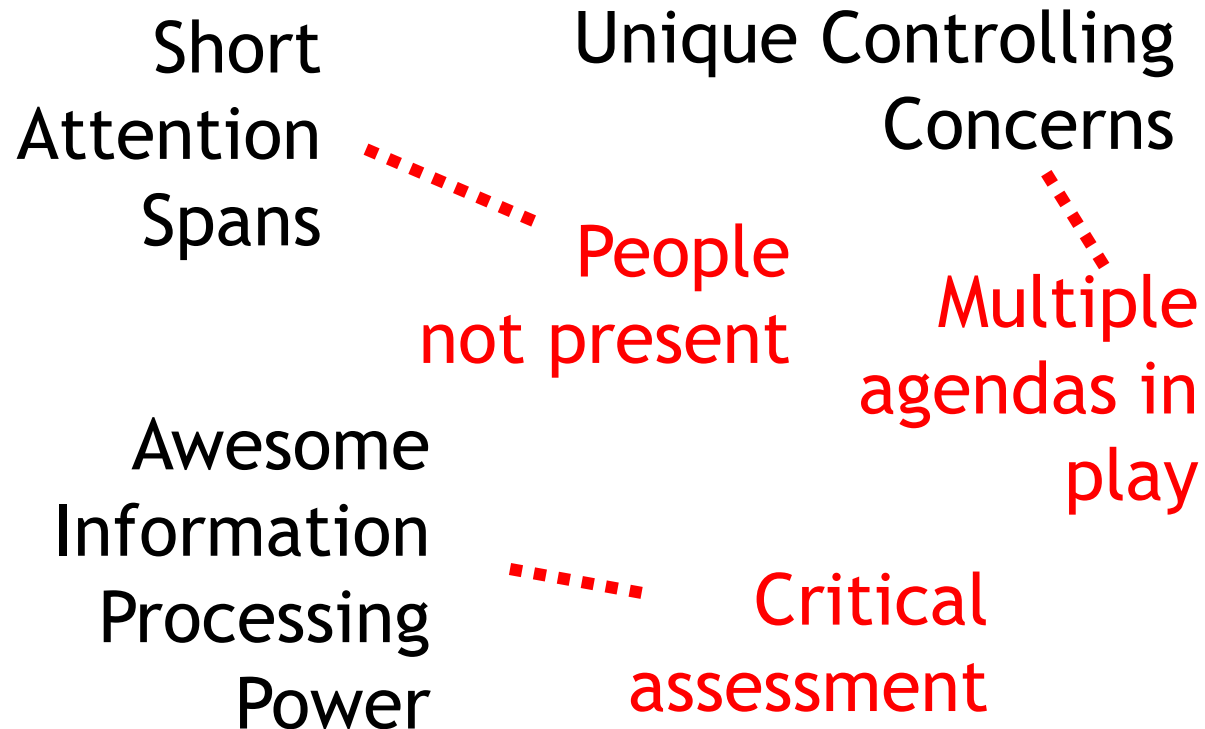 Short
Attention
Spans
People
not present
Unique Controlling
Concerns
Multiple
agendas in
play
Awesome
Information
Processing
Power
Critical
assessment